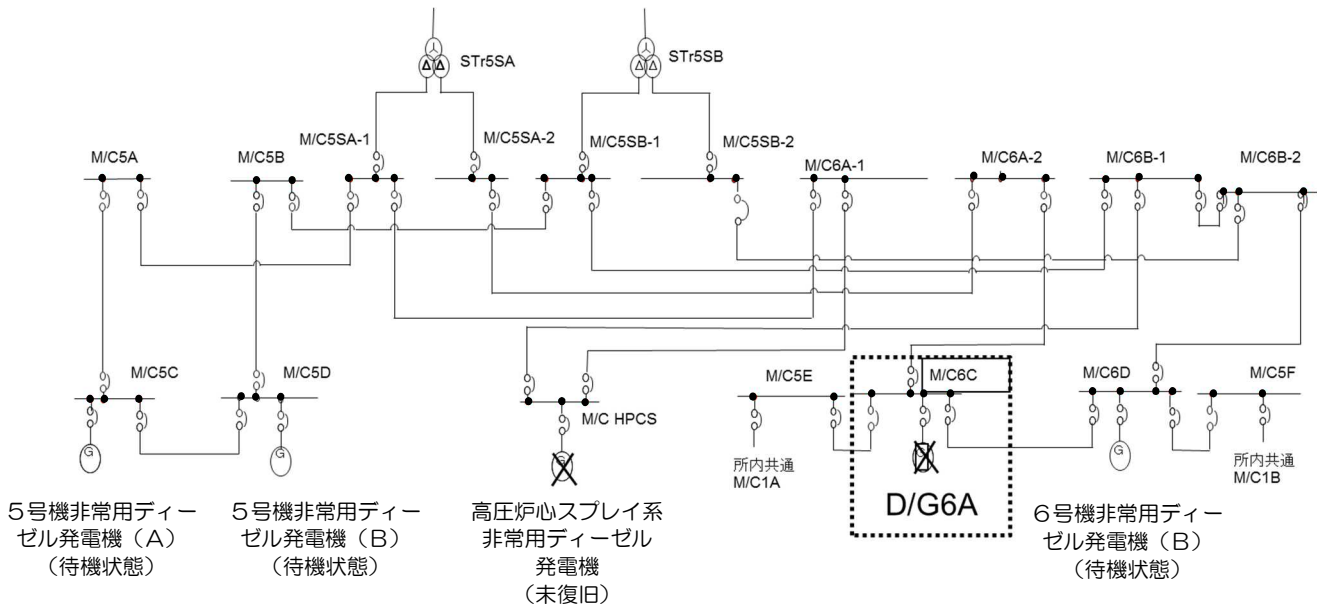 STr5SA
STr5SB
M/C5SA-1
M/C5SA-2
M/C5SB-1
M/C5SB-2
M/C5A
M/C5B
M/C6A-1
M/C6A-2
M/C6B-1
M/C6B-2
M/C5C
M/C5D
M/C HPCS
M/C5E
M/C6C
M/C6D
M/C5F
G
G
G
G
G
所内共通
M/C1A
所内共通
M/C1B
D/G6A
5号機非常用ディー
ゼル発電機(A)
(待機状態)
5号機非常用ディー
ゼル発電機(B)
(待機状態)
高圧炉心スプレイ系
非常用ディーゼル
発電機
(未復旧)
6号機非常用ディー
ゼル発電機(B)
(待機状態)